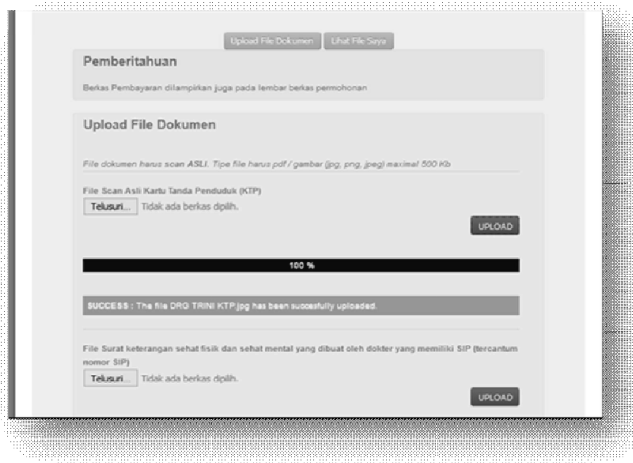 Upload File Dokumen Lihat File Saya
Pemberitahuan
Berkas Pembayaran dilampirkan juga pada lembar berkas permohonan
Upload File Dokumen
File dokumen harus scan ASLI. Tipe file harus pdf / gambar (jpg, png, jpeg) maximal 500 Kb
File Scan Asli Kartu Tanda Penduduk (KTP)
Telusuri... Tidak ada berkas dipilih.
UPLOAD
100 %
SUCCESS : The file DRG TRINI KTP.jpg has been succesfully uploaded.
File Surat keterangan sehat fisik dan sehat mental yang dibuat oleh dokter yang memiliki SIP (tercantum
nomor SIP)
Telusuri... Tidak ada berkas dipilih.
UPLOAD